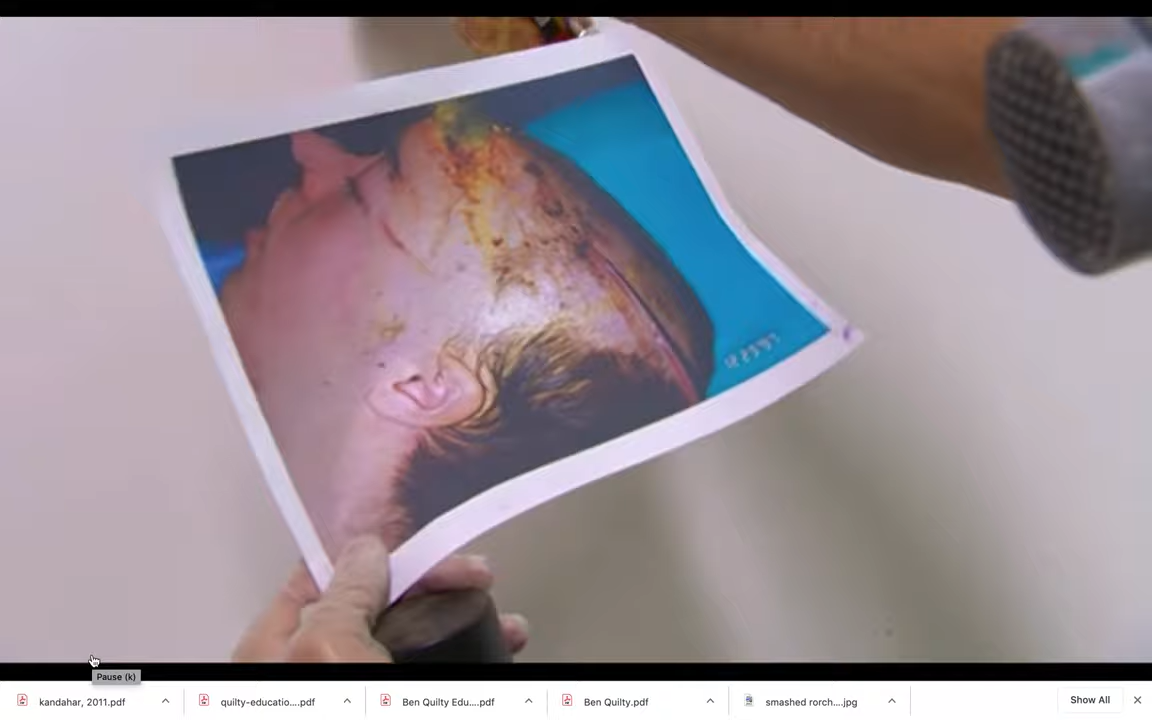 Pause (k)
kandahar, 2011.pdf
quilty-educatio....pdf
Ben Quilty Edu....pdf
Ben Quilty.pdf
smashed rorch....jpg
Show All